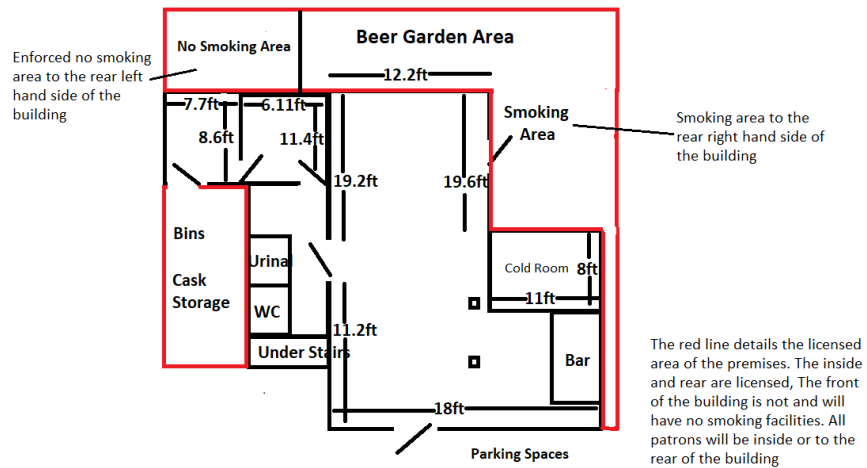 No Smoking Area
Beer Garden Area
Enforced no smoking
area to the rear left
hand side of the
building
12.2ft
7.7ft
6.11ft
8.6ft
11.4ft
Smoking
Area
Smoking area to the
rear right hand side of
the building
19.2ft
19.6ft
Bins
Cask
Storage
Urinal
WC
Under Stairs
Cold Room
8ft
11ft
11.2ft
Bar
18ft
Parking Spaces
The red line details the licensed
area of the premises. The inside
and rear are licensed, The front
of the building is not and will
have no smoking facilities. All
patrons will be inside or to the
rear of the building